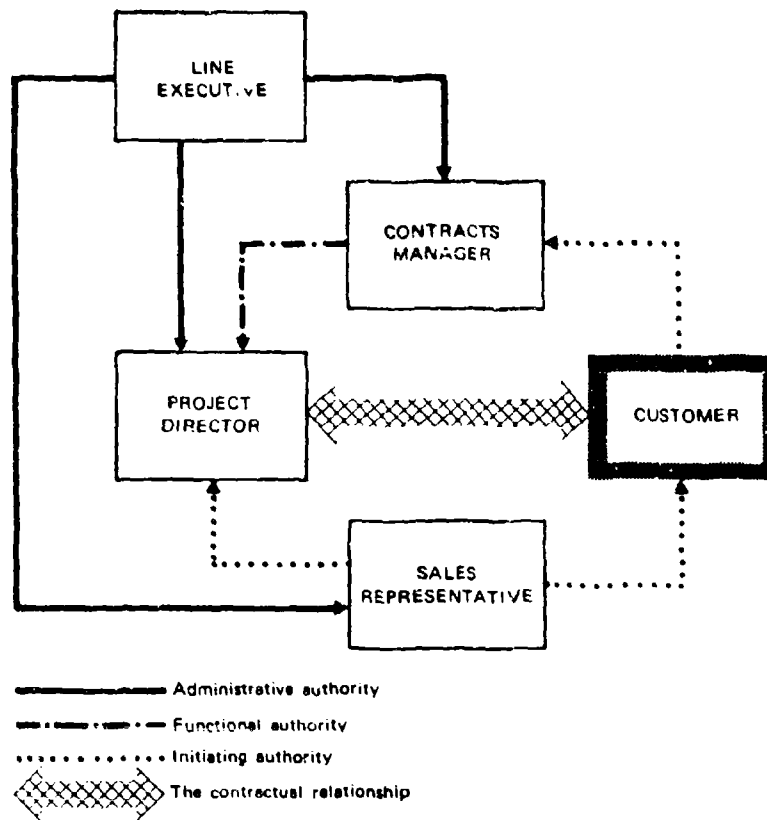 LINE
EXECUTIVE
CONTRACTS
MANAGER
PROJECT
DIRECTOR
CUSTOMER
SALES
REPRESENTATIVE
Administrative authority
Functional authority
Initiating authority
The contractual relationship